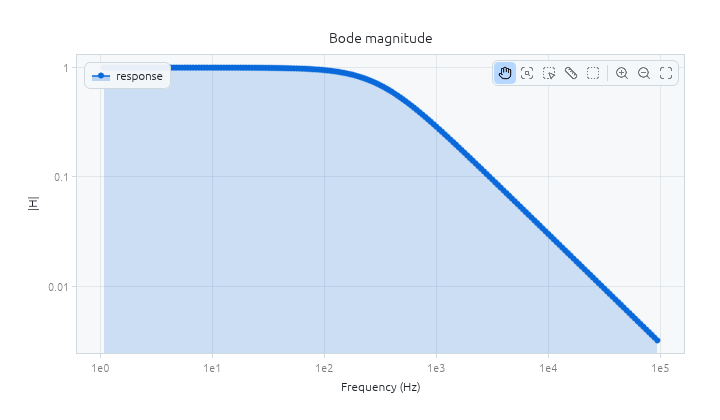 Bode magnitude
response
1
0.1
0.01
|H|
1e0 1e1 1e2 1e3 1e4 1e5
Frequency (Hz)